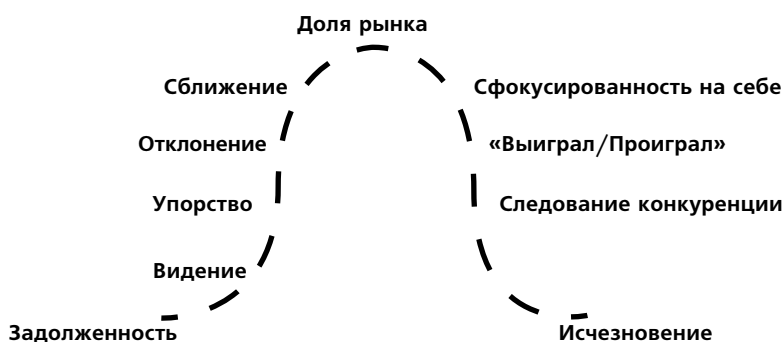 Доля рынка
Сближение
Сфокусированность на себе
Отклонение
«Выиграл/Проиграл»
Упорство
Следование конкуренции
Видение
Задолженность
Исчезновение